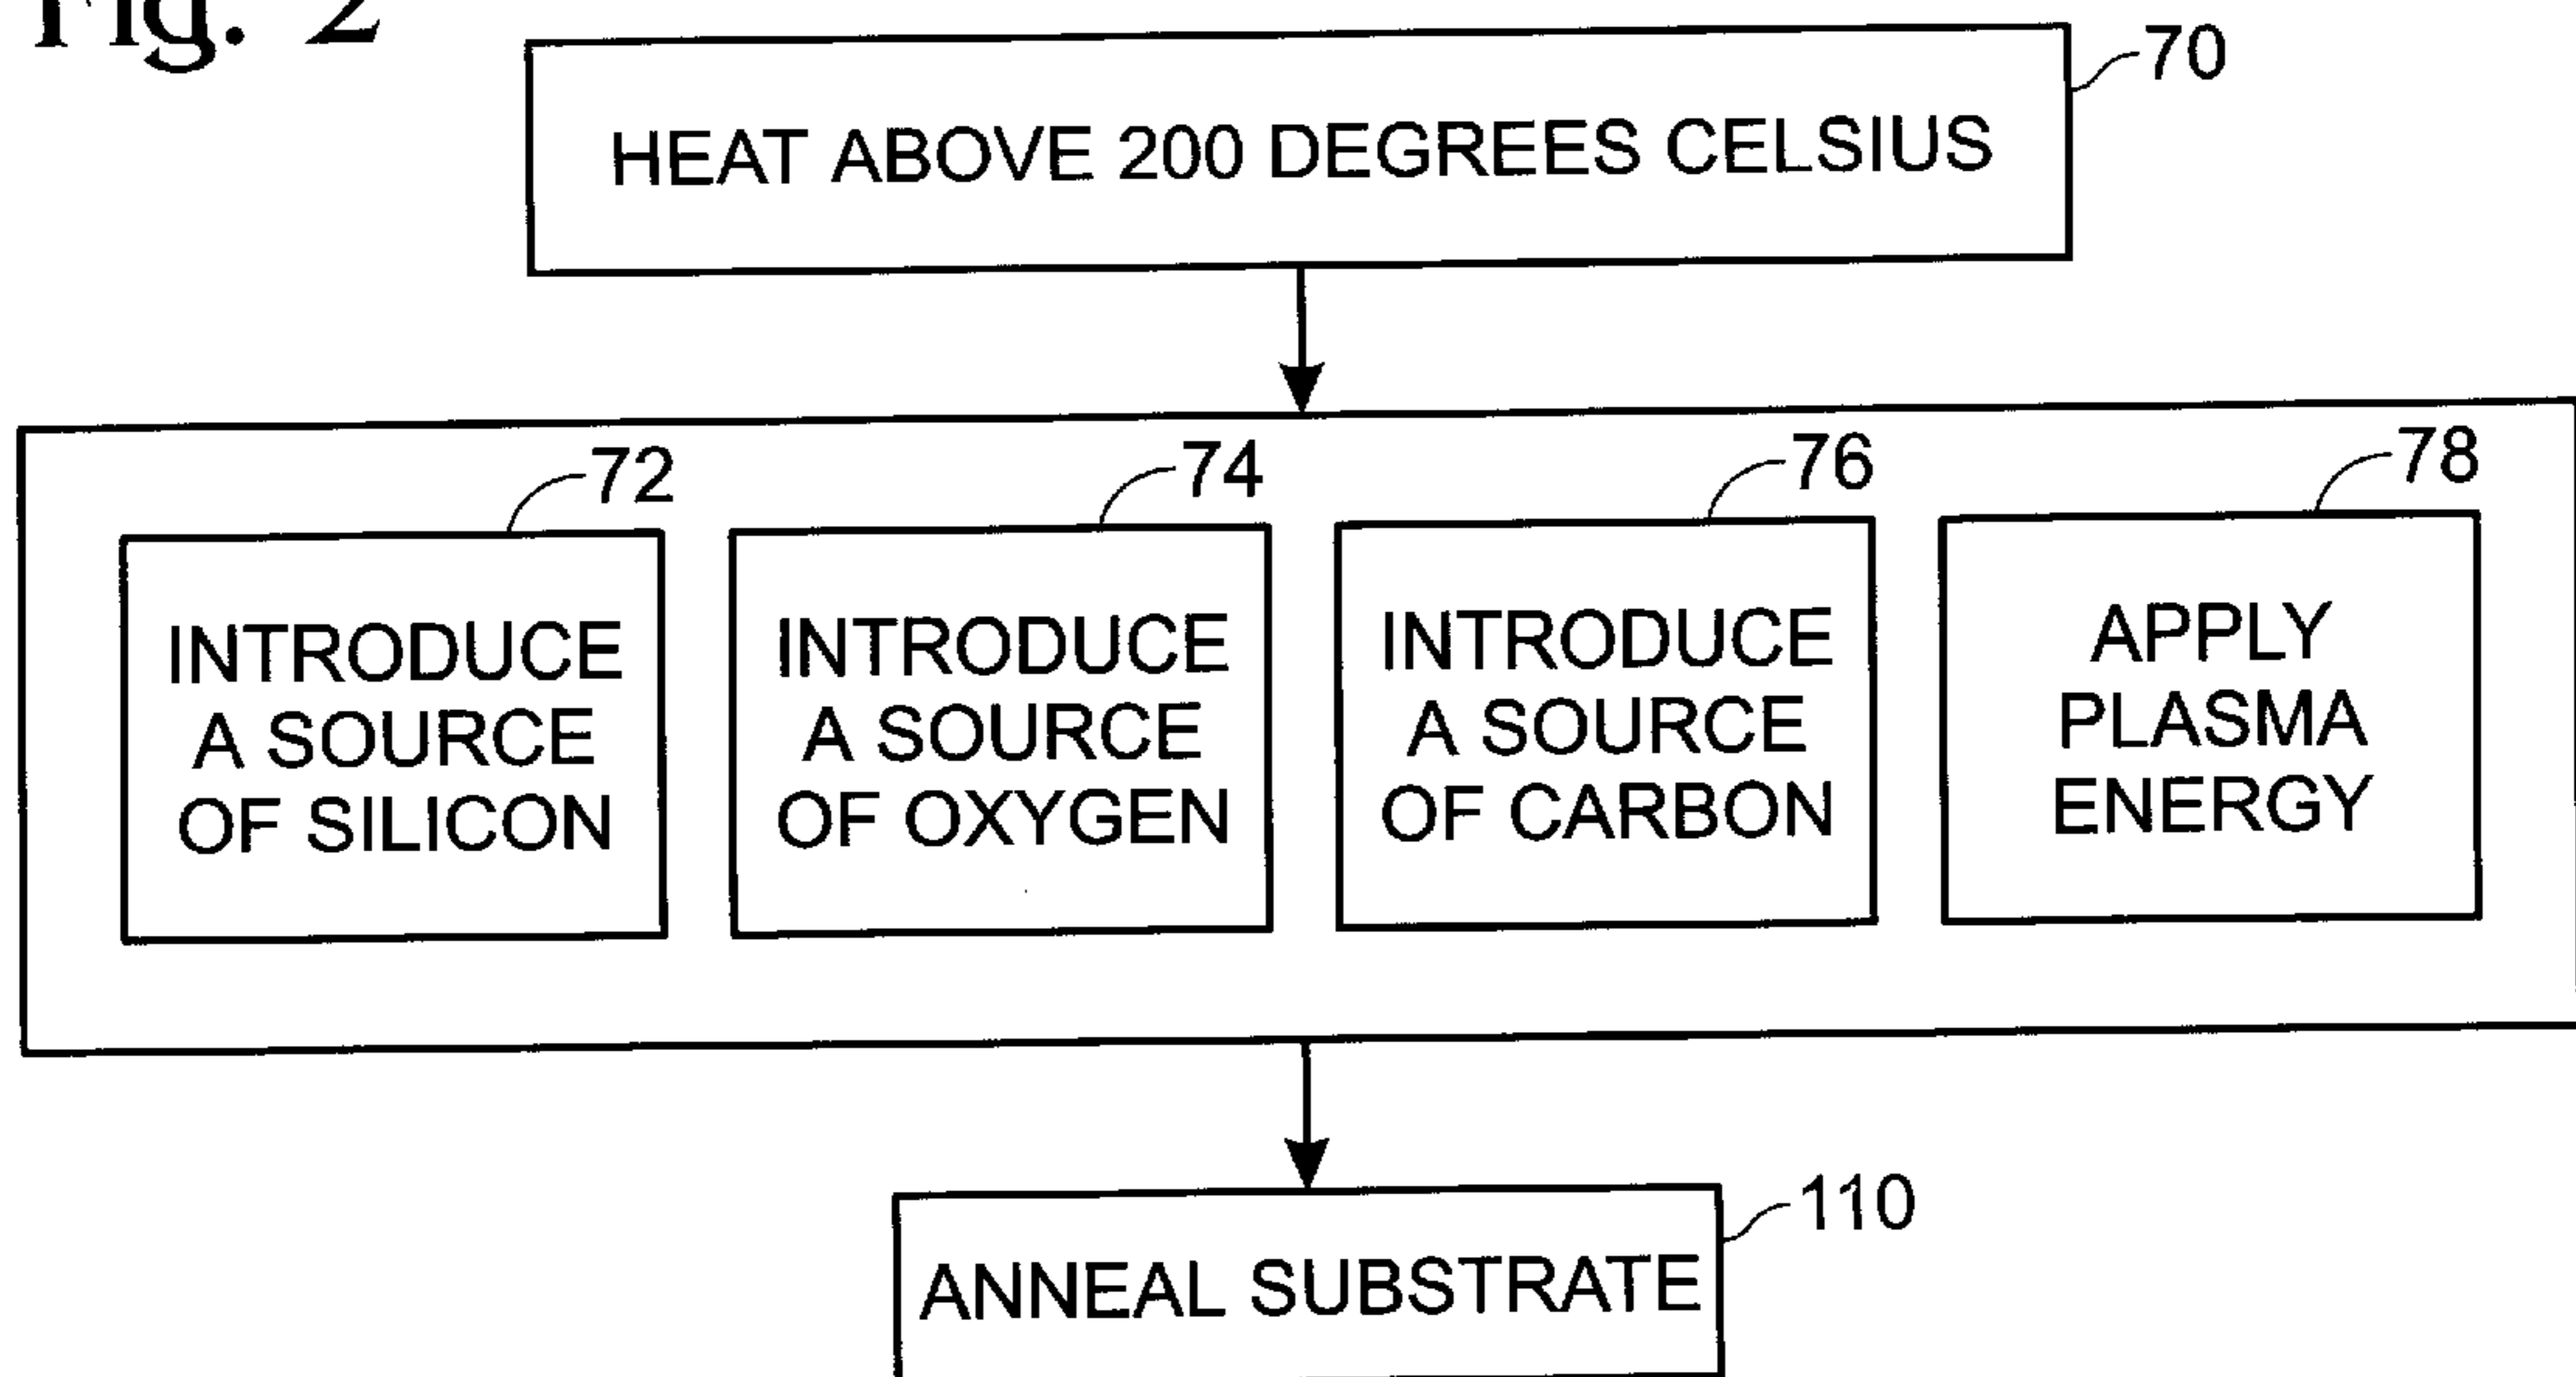 Fig. 2
70
HEAT ABOVE 200 DEGREES CELSIUS
72
74
76
78
INTRODUCE
A SOURCE
OF SILICON
INTRODUCE
A SOURCE
OF OXYGEN
INTRODUCE
A SOURCE
OF CARBON
APPLY
PLASMA
ENERGY
110
ANNEAL SUBSTRATE